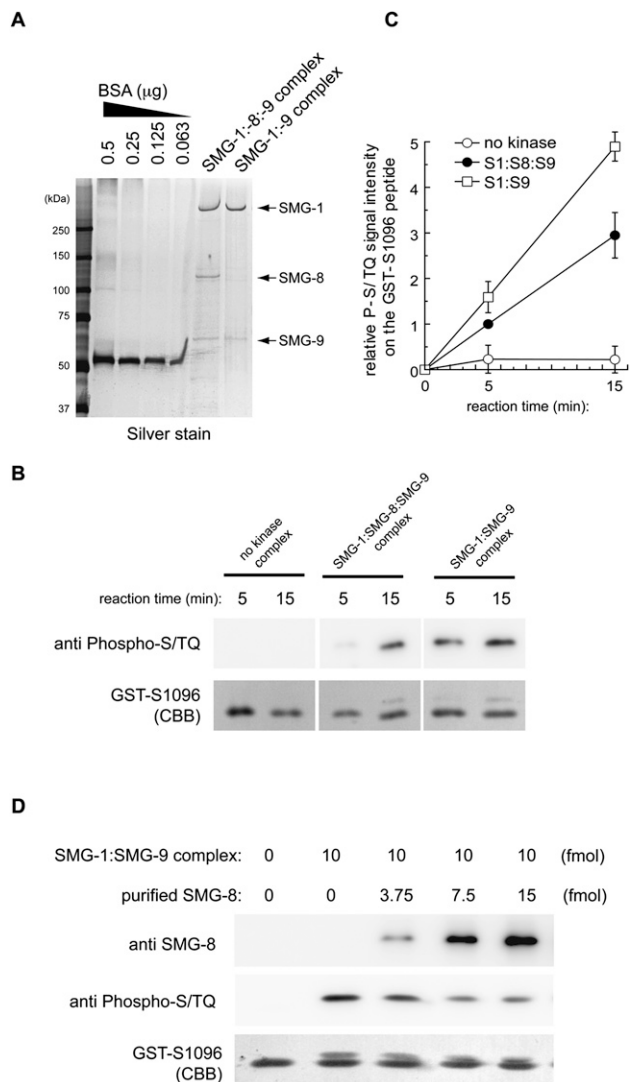 A
BSA (μg)
0.5
0.25
0.125
0.063
SMG-1:-8:-9 complex
SMG-1:-9 complex
(kDa)
250
150
100
75
50
37
SMG-1
SMG-8
SMG-9
Silver stain
C
no kinase
S1:S8:S9
S1:S9
relative P-S/TQ signal intensity
on the GST-S1096 peptide
6
5
4
3
2
1
0
0 5 15
reaction time (min):
B
no kinase
complex
SMG-1:SMG-8:SMG-9
complex
SMG-1:SMG-9
complex
reaction time (min): 5 15 5 15 5 15
anti Phospho-S/TQ
GST-S1096
(CBB)
D
SMG-1:SMG-9 complex: 0 10 10 10 10 (fmol)
purified SMG-8: 0 0 3.75 7.5 15 (fmol)
anti SMG-8
anti Phospho-S/TQ
GST-S1096
(CBB)